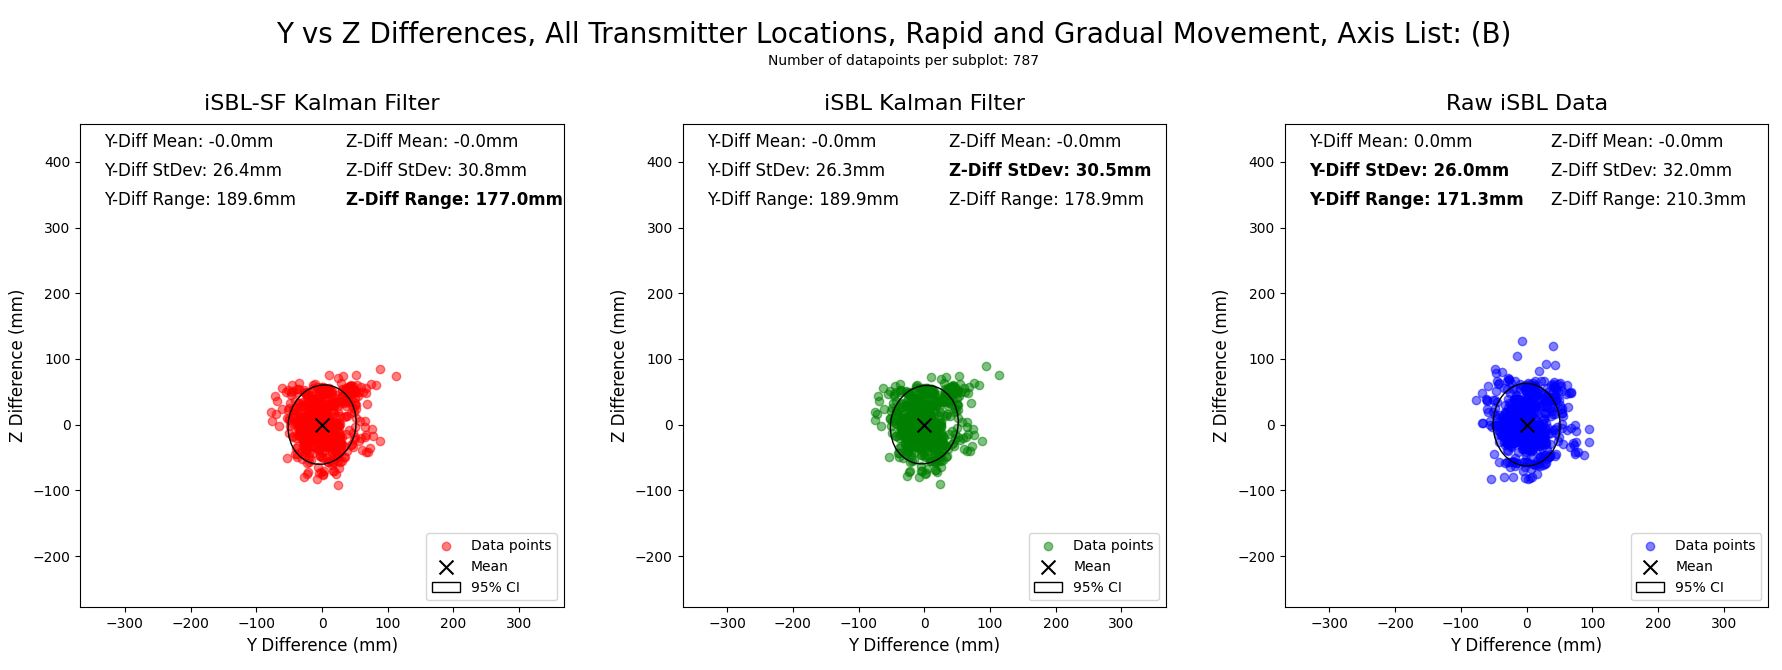 Y vs Z Differences, All Transmitter Locations, Rapid and Gradual Movement, Axis List: (B)
Number of datapoints per subplot: 787
iSBL-SF Kalman Filter
Y-Diff Mean: -0.0mm Z-Diff Mean: -0.0mm
Y-Diff StDev: 26.4mm Z-Diff StDev: 30.8mm
Y-Diff Range: 189.6mm Z-Diff Range: 177.0mm
400
300
200
100
0
−100
−200
Z Difference (mm)
Data points
Mean
95% CI
−300 −200 −100 0 100 200 300
Y Difference (mm)
iSBL Kalman Filter
Y-Diff Mean: -0.0mm Z-Diff Mean: -0.0mm
Y-Diff StDev: 26.3mm Z-Diff StDev: 30.5mm
Y-Diff Range: 189.9mm Z-Diff Range: 178.9mm
400
300
200
100
0
−100
−200
Z Difference (mm)
Data points
Mean
95% CI
−300 −200 −100 0 100 200 300
Y Difference (mm)
Raw iSBL Data
Y-Diff Mean: 0.0mm Z-Diff Mean: -0.0mm
Y-Diff StDev: 26.0mm Z-Diff StDev: 32.0mm
Y-Diff Range: 171.3mm Z-Diff Range: 210.3mm
400
300
200
100
0
−100
−200
Z Difference (mm)
Data points
Mean
95% CI
−300 −200 −100 0 100 200 300
Y Difference (mm)